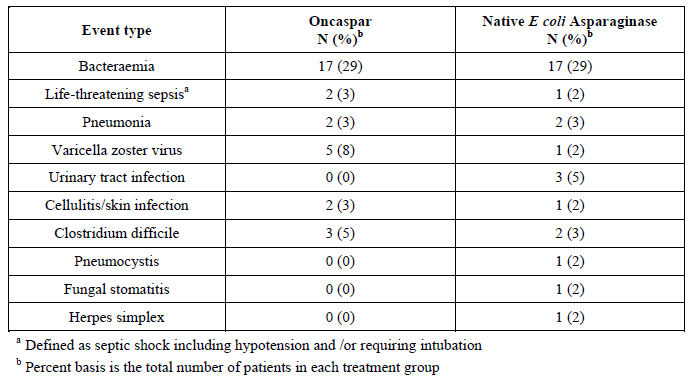 Event type Oncaspar N (%)b Native E coli Asparaginase N (%)b
Bacteraemia 17 (29) 17 (29)
Life-threatening sepsisa 2 (3) 1 (2)
Pneumonia 2 (3) 2 (3)
Varicella zoster virus 5 (8) 1 (2)
Urinary tract infection 0 (0) 3 (5)
Cellulitis/skin infection 2 (3) 1 (2)
Clostridium difficile 3 (5) 2 (3)
Pneumocystis 0 (0) 1 (2)
Fungal stomatitis 0 (0) 1 (2)
Herpes simplex 0 (0) 1 (2)
a Defined as septic shock including hypotension and /or requiring intubation
b Percent basis is the total number of patients in each treatment group